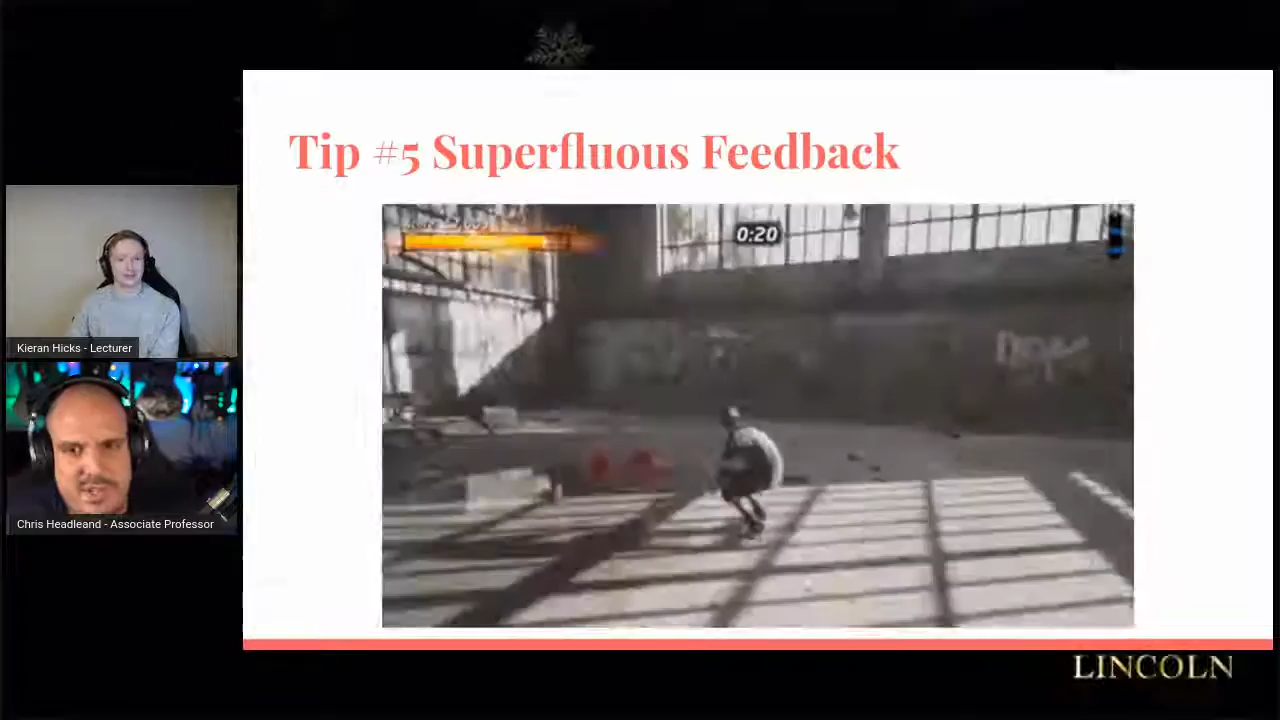 Tip #5 Superfluous Feedback
0:20
Kieran Hicks - Lecturer
Chris Headleand - Associate Professor
LINCOLN